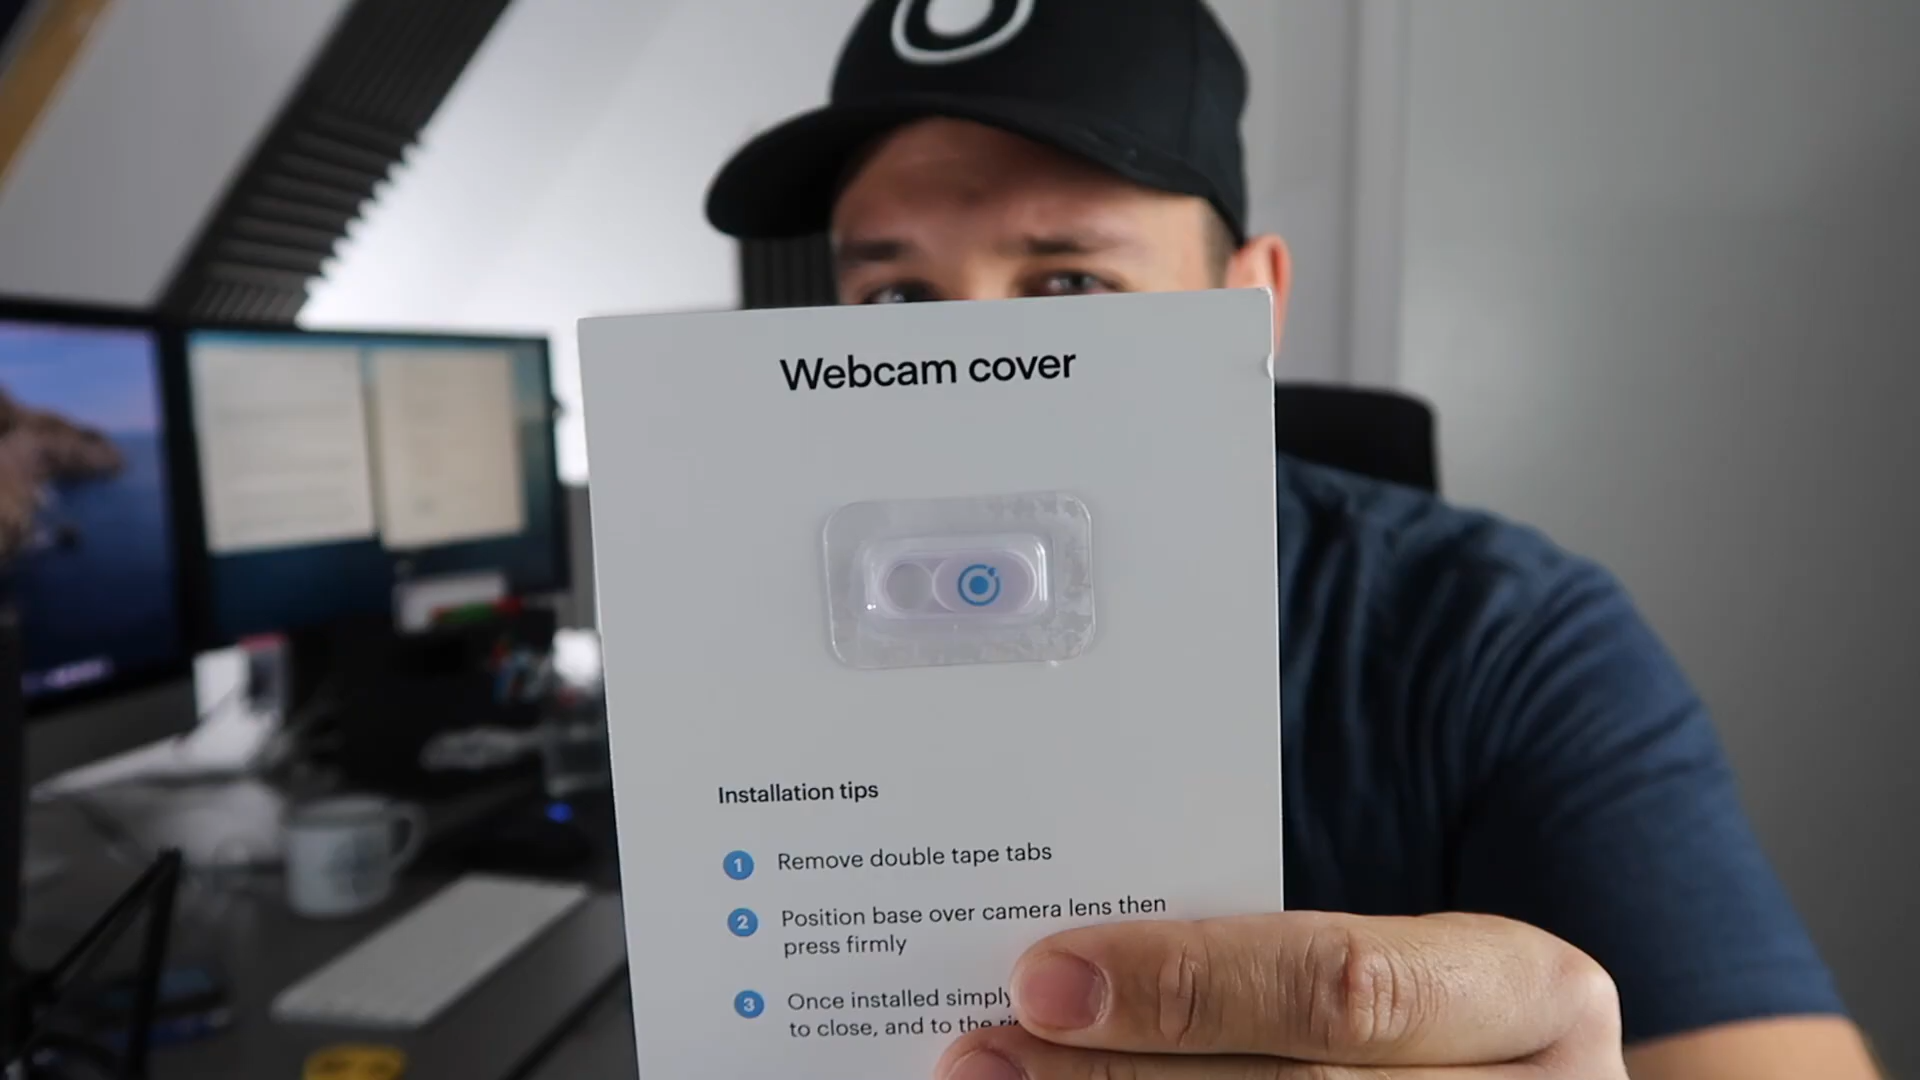 Webcam cover
Installation tips
1 Remove double tape tabs
2 Position base over camera lens then
press firmly
3 Once installed simply
to close, and to the